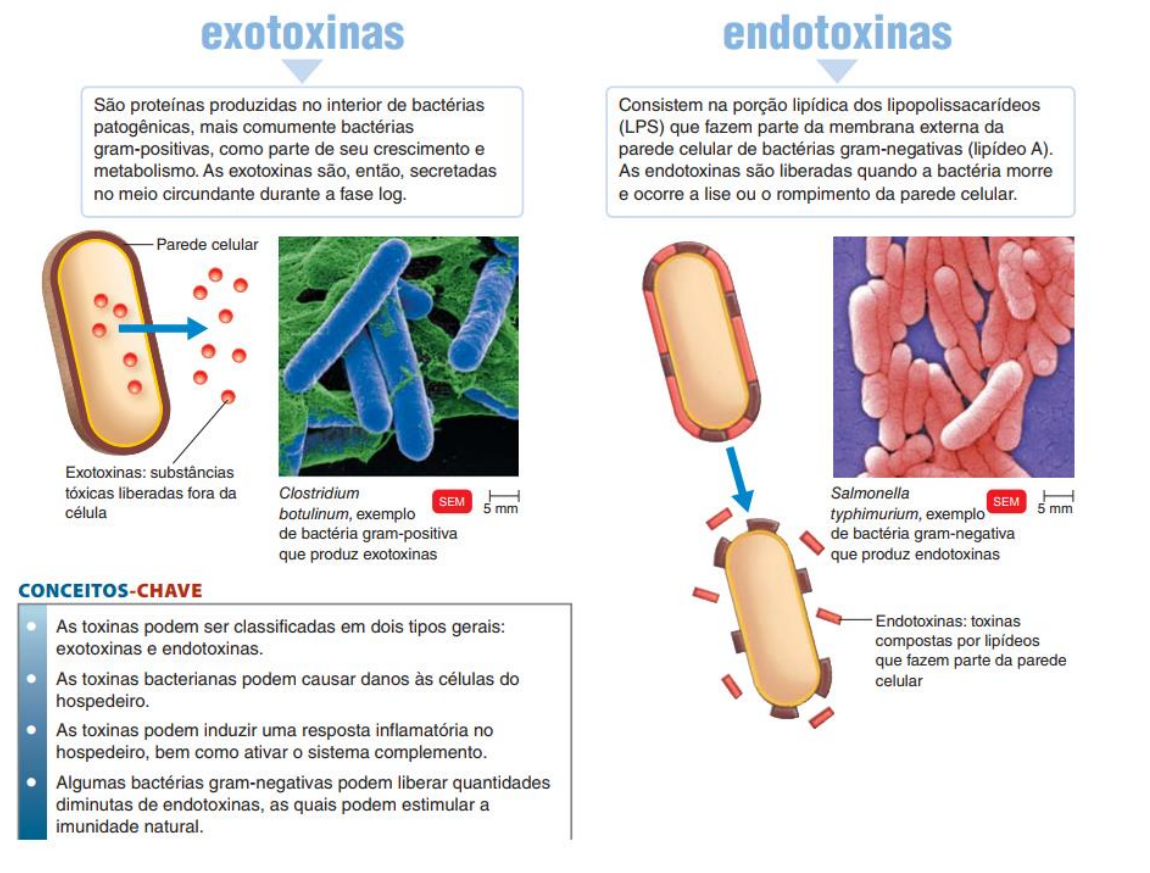 exotoxinas
São proteínas produzidas no interior de bactérias
patogênicas, mais comumente bactérias
gram-positivas, como parte de seu crescimento e
metabolismo. As exotoxinas são, então, secretadas
no meio circundante durante a fase log.
Parede celular
Exotoxinas: substâncias
tóxicas liberadas fora da
célula
Clostridium
botulinum, exemplo
de bactéria gram-positiva
que produz exotoxinas
SEM
5 mm
endotoxinas
Consistem na porção lipídica dos lipopolissacarídeos
(LPS) que fazem parte da membrana externa da
parede celular de bactérias gram-negativas (lipídeo A).
As endotoxinas são liberadas quando a bactéria morre
e ocorre a lise ou o rompimento da parede celular.
Salmonella
typhimurium, exemplo
de bactéria gram-negativa
que produz endotoxinas
SEM
5 mm
Endotoxinas: toxinas
compostas por lipídeos
que fazem parte da parede
celular
CONCEITOS-CHAVE
As toxinas podem ser classificadas em dois tipos gerais:
exotoxinas e endotoxinas.
As toxinas bacterianas podem causar danos às células do
hospedeiro.
As toxinas podem induzir uma resposta inflamatória no
hospedeiro, bem como ativar o sistema complemento.
Algumas bactérias gram-negativas podem liberar quantidades
diminutas de endotoxinas, as quais podem estimular a
imunidade natural.